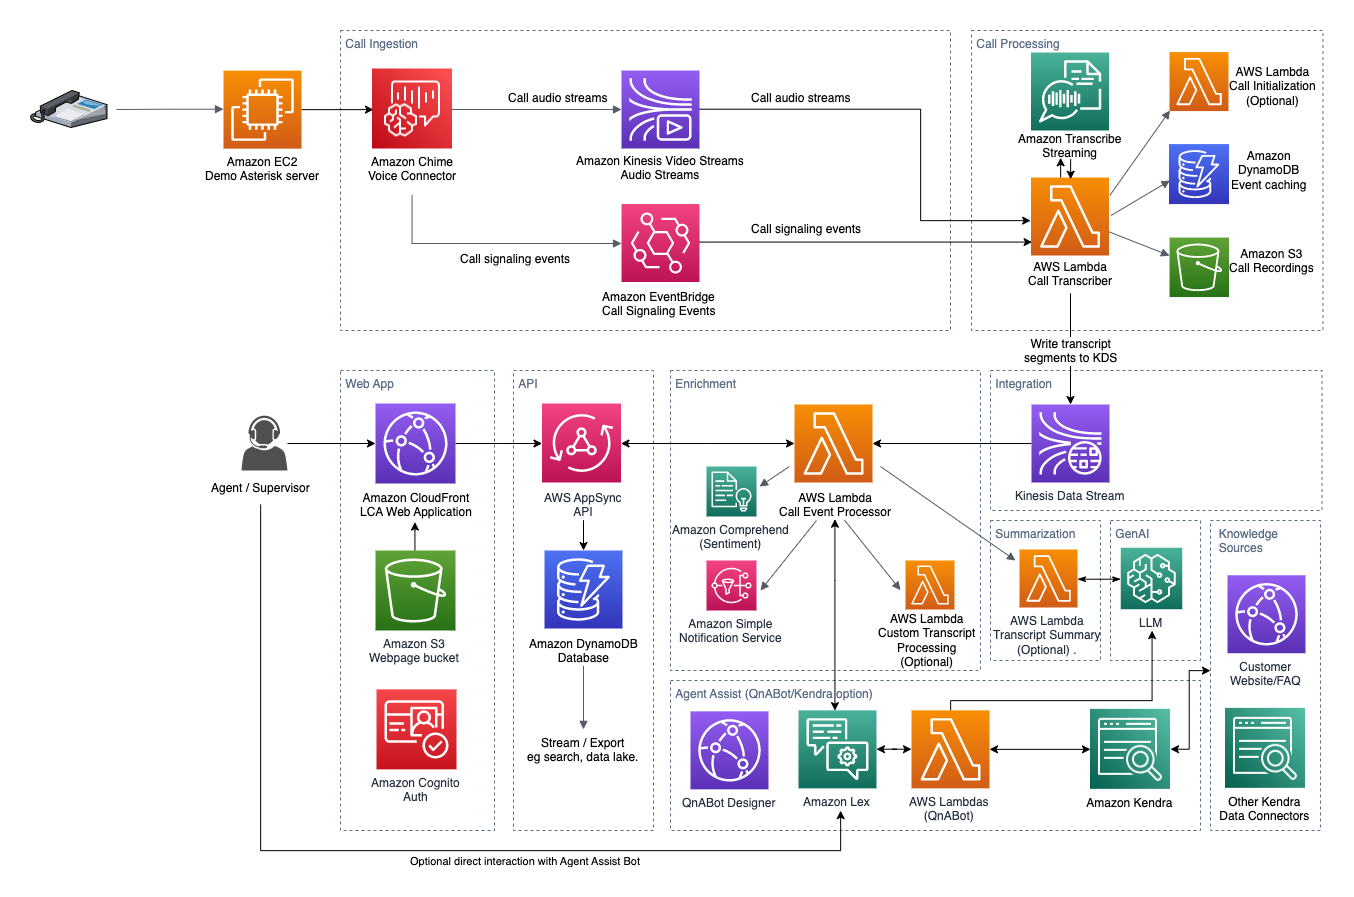 Call Ingestion
Call Processing
Call audio streams
Call audio streams
AWS Lambda
Call Initialization
(Optional)
Amazon Transcribe
Streaming
Amazon EC2
Demo Asterisk server
Amazon Chime
Voice Connector
Amazon Kinesis Video Streams
Audio Streams
Amazon
DynamoDB
Event caching
Call signaling events
Call signaling events
AWS Lambda
Call Transcriber
Amazon S3
Call Recordings
Amazon EventBridge
Call Signaling Events
Write transcript
segments to KDS
Web App
API
Enrichment
Integration
Agent / Supervisor
Amazon CloudFront
LCA Web Application
AWS AppSync
API
AWS Lambda
Call Event Processor
Kinesis Data Stream
Amazon Comprehend
(Sentiment)
Summarization
GenAI
Knowledge
Sources
Amazon S3
Webpage bucket
Amazon DynamoDB
Database
Amazon Simple
Notification Service
AWS Lambda
Custom Transcript
Processing
(Optional)
AWS Lambda
Transcript Summary
(Optional) .
LLM
Customer
Website/FAQ
Agent Assist (QnABot/Kendra option)
Stream / Export
eg search, data lake.
Amazon Cognito
Auth
QnABot Designer
Amazon Lex
AWS Lambdas
(QnABot)
Amazon Kendra
Other Kendra
Data Connectors
Optional direct interaction with Agent Assist Bot